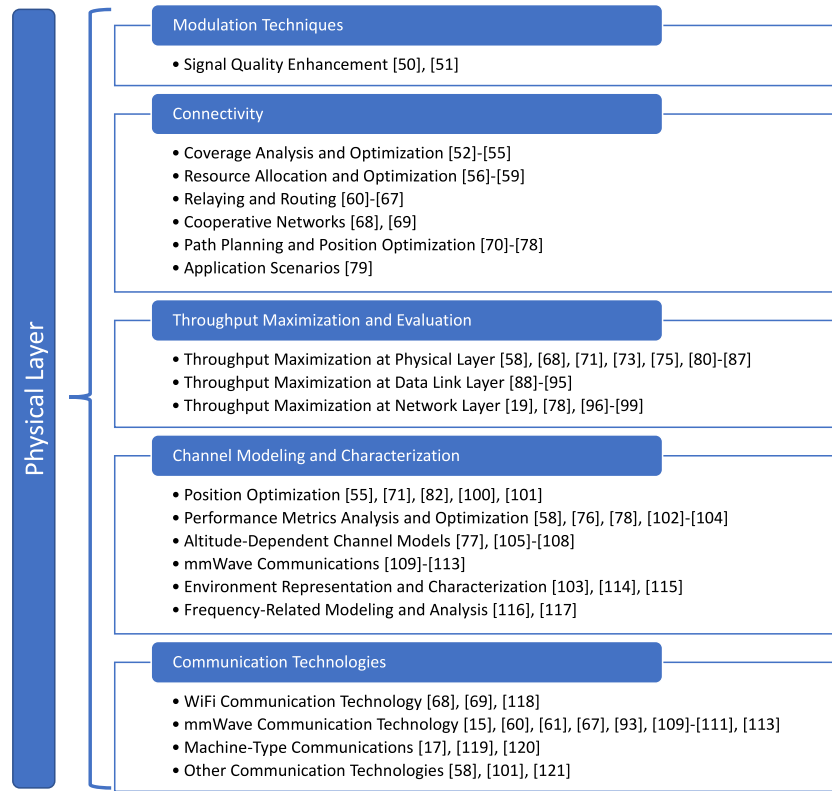 Physical Layer
Modulation Techniques
• Signal Quality Enhancement [50], [51]
Connectivity
• Coverage Analysis and Optimization [52]-[55]
• Resource Allocation and Optimization [56]-[59]
• Relaying and Routing [60]-[67]
• Cooperative Networks [68], [69]
• Path Planning and Position Optimization [70]-[78]
• Application Scenarios [79]
Throughput Maximization and Evaluation
• Throughput Maximization at Physical Layer [58], [68], [71], [73], [75], [80]-[87]
• Throughput Maximization at Data Link Layer [88]-[95]
• Throughput Maximization at Network Layer [19], [78], [96]-[99]
Channel Modeling and Characterization
• Position Optimization [55], [71], [82], [100], [101]
• Performance Metrics Analysis and Optimization [58], [76], [78], [102]-[104]
• Altitude-Dependent Channel Models [77], [105]-[108]
• mmWave Communications [109]-[113]
• Environment Representation and Characterization [103], [114], [115]
• Frequency-Related Modeling and Analysis [116], [117]
Communication Technologies
• WiFi Communication Technology [68], [69], [118]
• mmWave Communication Technology [15], [60], [61], [67], [93], [109]-[111], [113]
• Machine-Type Communications [17], [119], [120]
• Other Communication Technologies [58], [101], [121]